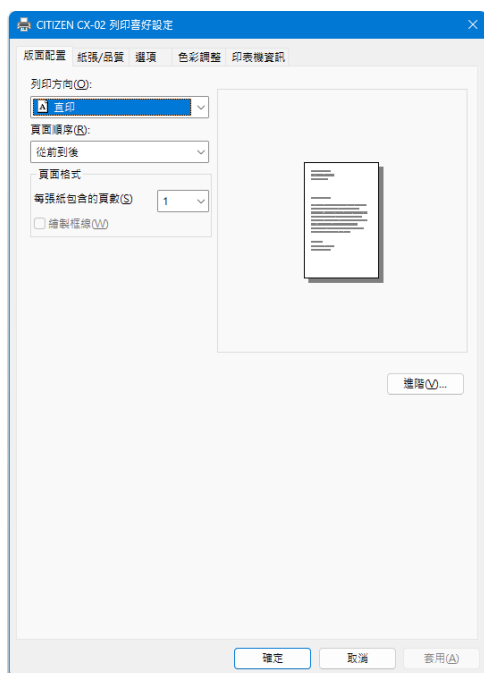 CITIZEN CX-02 列印喜好設定
版面配置 紙張/品質 選項 色彩調整 印表機資訊
列印方向(O):
A 直印
頁面順序(R):
從前到後
頁面格式
每張紙包含的頁數(S) 1
繪製框線(W)
進階(V)...
確定 取消 套用(A)